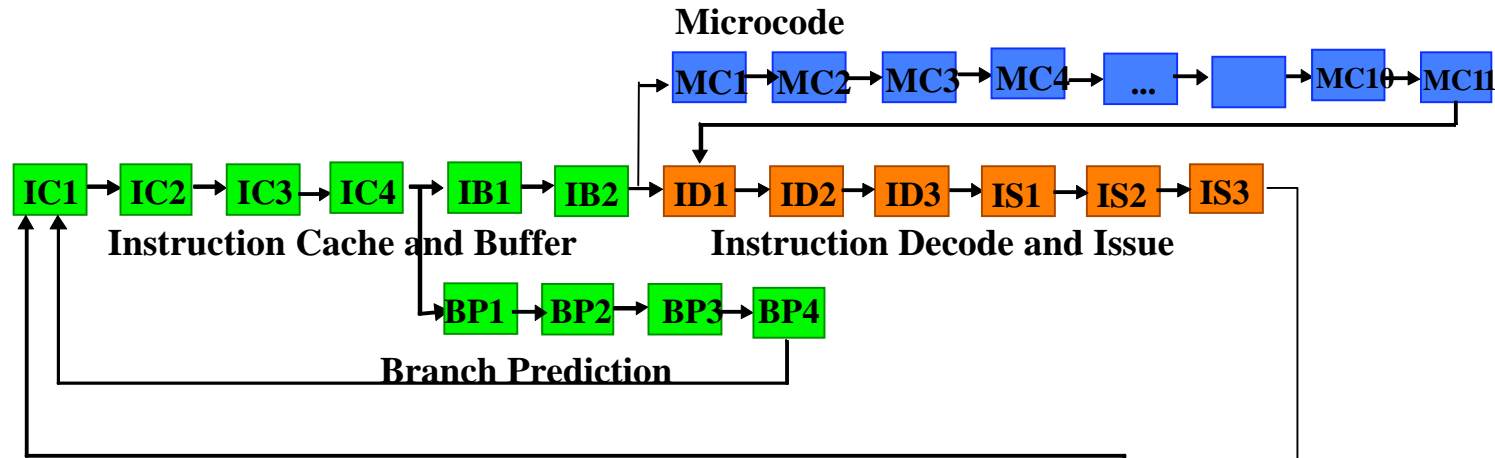 Microcode
MC1 MC2 MC3 MC4 ... MC10 MC11
IC1 IC2 IC3 IC4 IB1 IB2 ID1 ID2 ID3 IS1 IS2 IS3
Instruction Cache and Buffer Instruction Decode and Issue
BP1 BP2 BP3 BP4
Branch Prediction